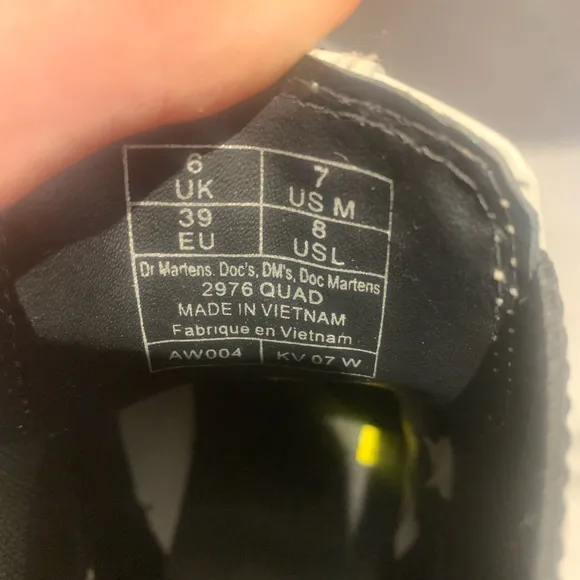 6 UK
7 US M
39 EU
8 USL
Dr Martens. Doc's, DM's, Doc Martens
2976 QUAD
MADE IN VIETNAM
Fabriqué en Vietnam
AW004
KV 07 W